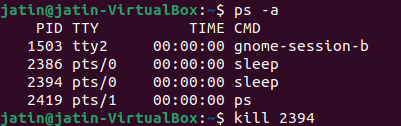 jatin@jatin-VirtualBox:~$ ps -a
    PID TTY          TIME CMD
   1503 tty2     00:00:00 gnome-session-b
   2386 pts/0    00:00:00 sleep
   2394 pts/0    00:00:00 sleep
   2419 pts/1    00:00:00 ps
jatin@jatin-VirtualBox:~$ kill 2394